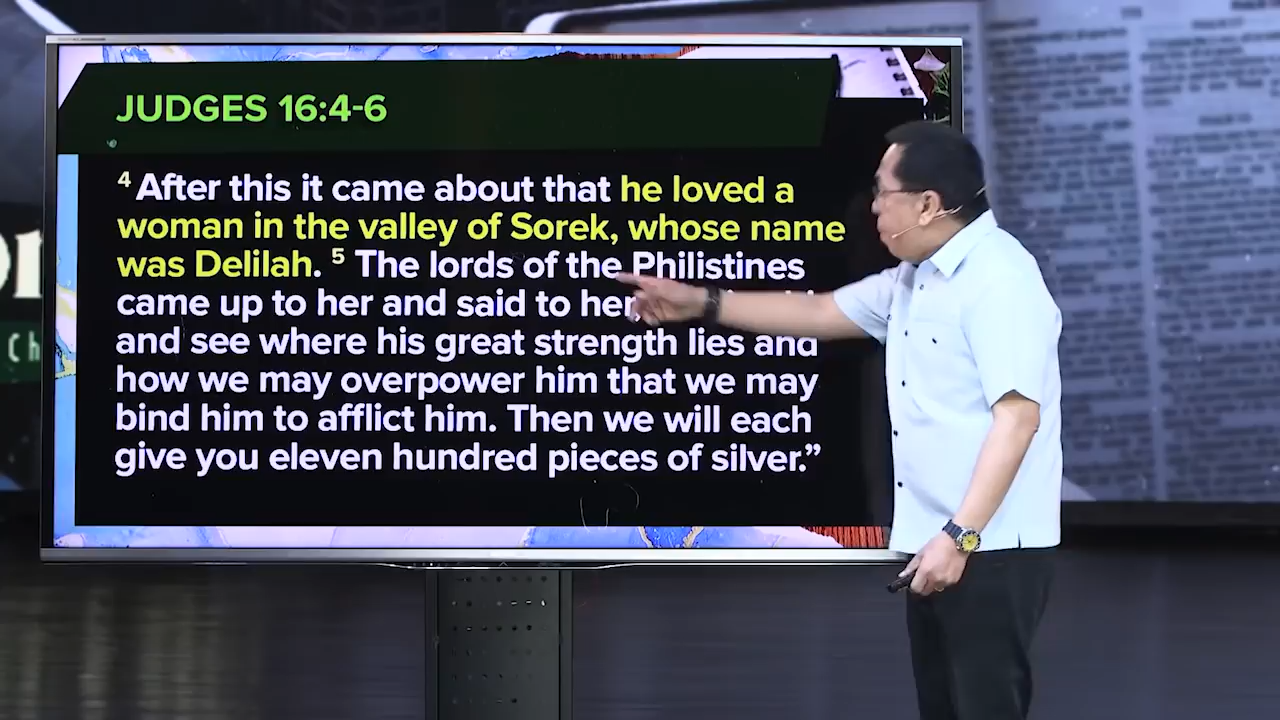 JUDGES 16:4-6
⁴ After this it came about that he loved a
woman in the valley of Sorek, whose name
was Delilah. ⁵ The lords of the Philistines
came up to her and said to her,
and see where his great strength lies and
how we may overpower him that we may
bind him to afflict him. Then we will each
give you eleven hundred pieces of silver.”
Ch